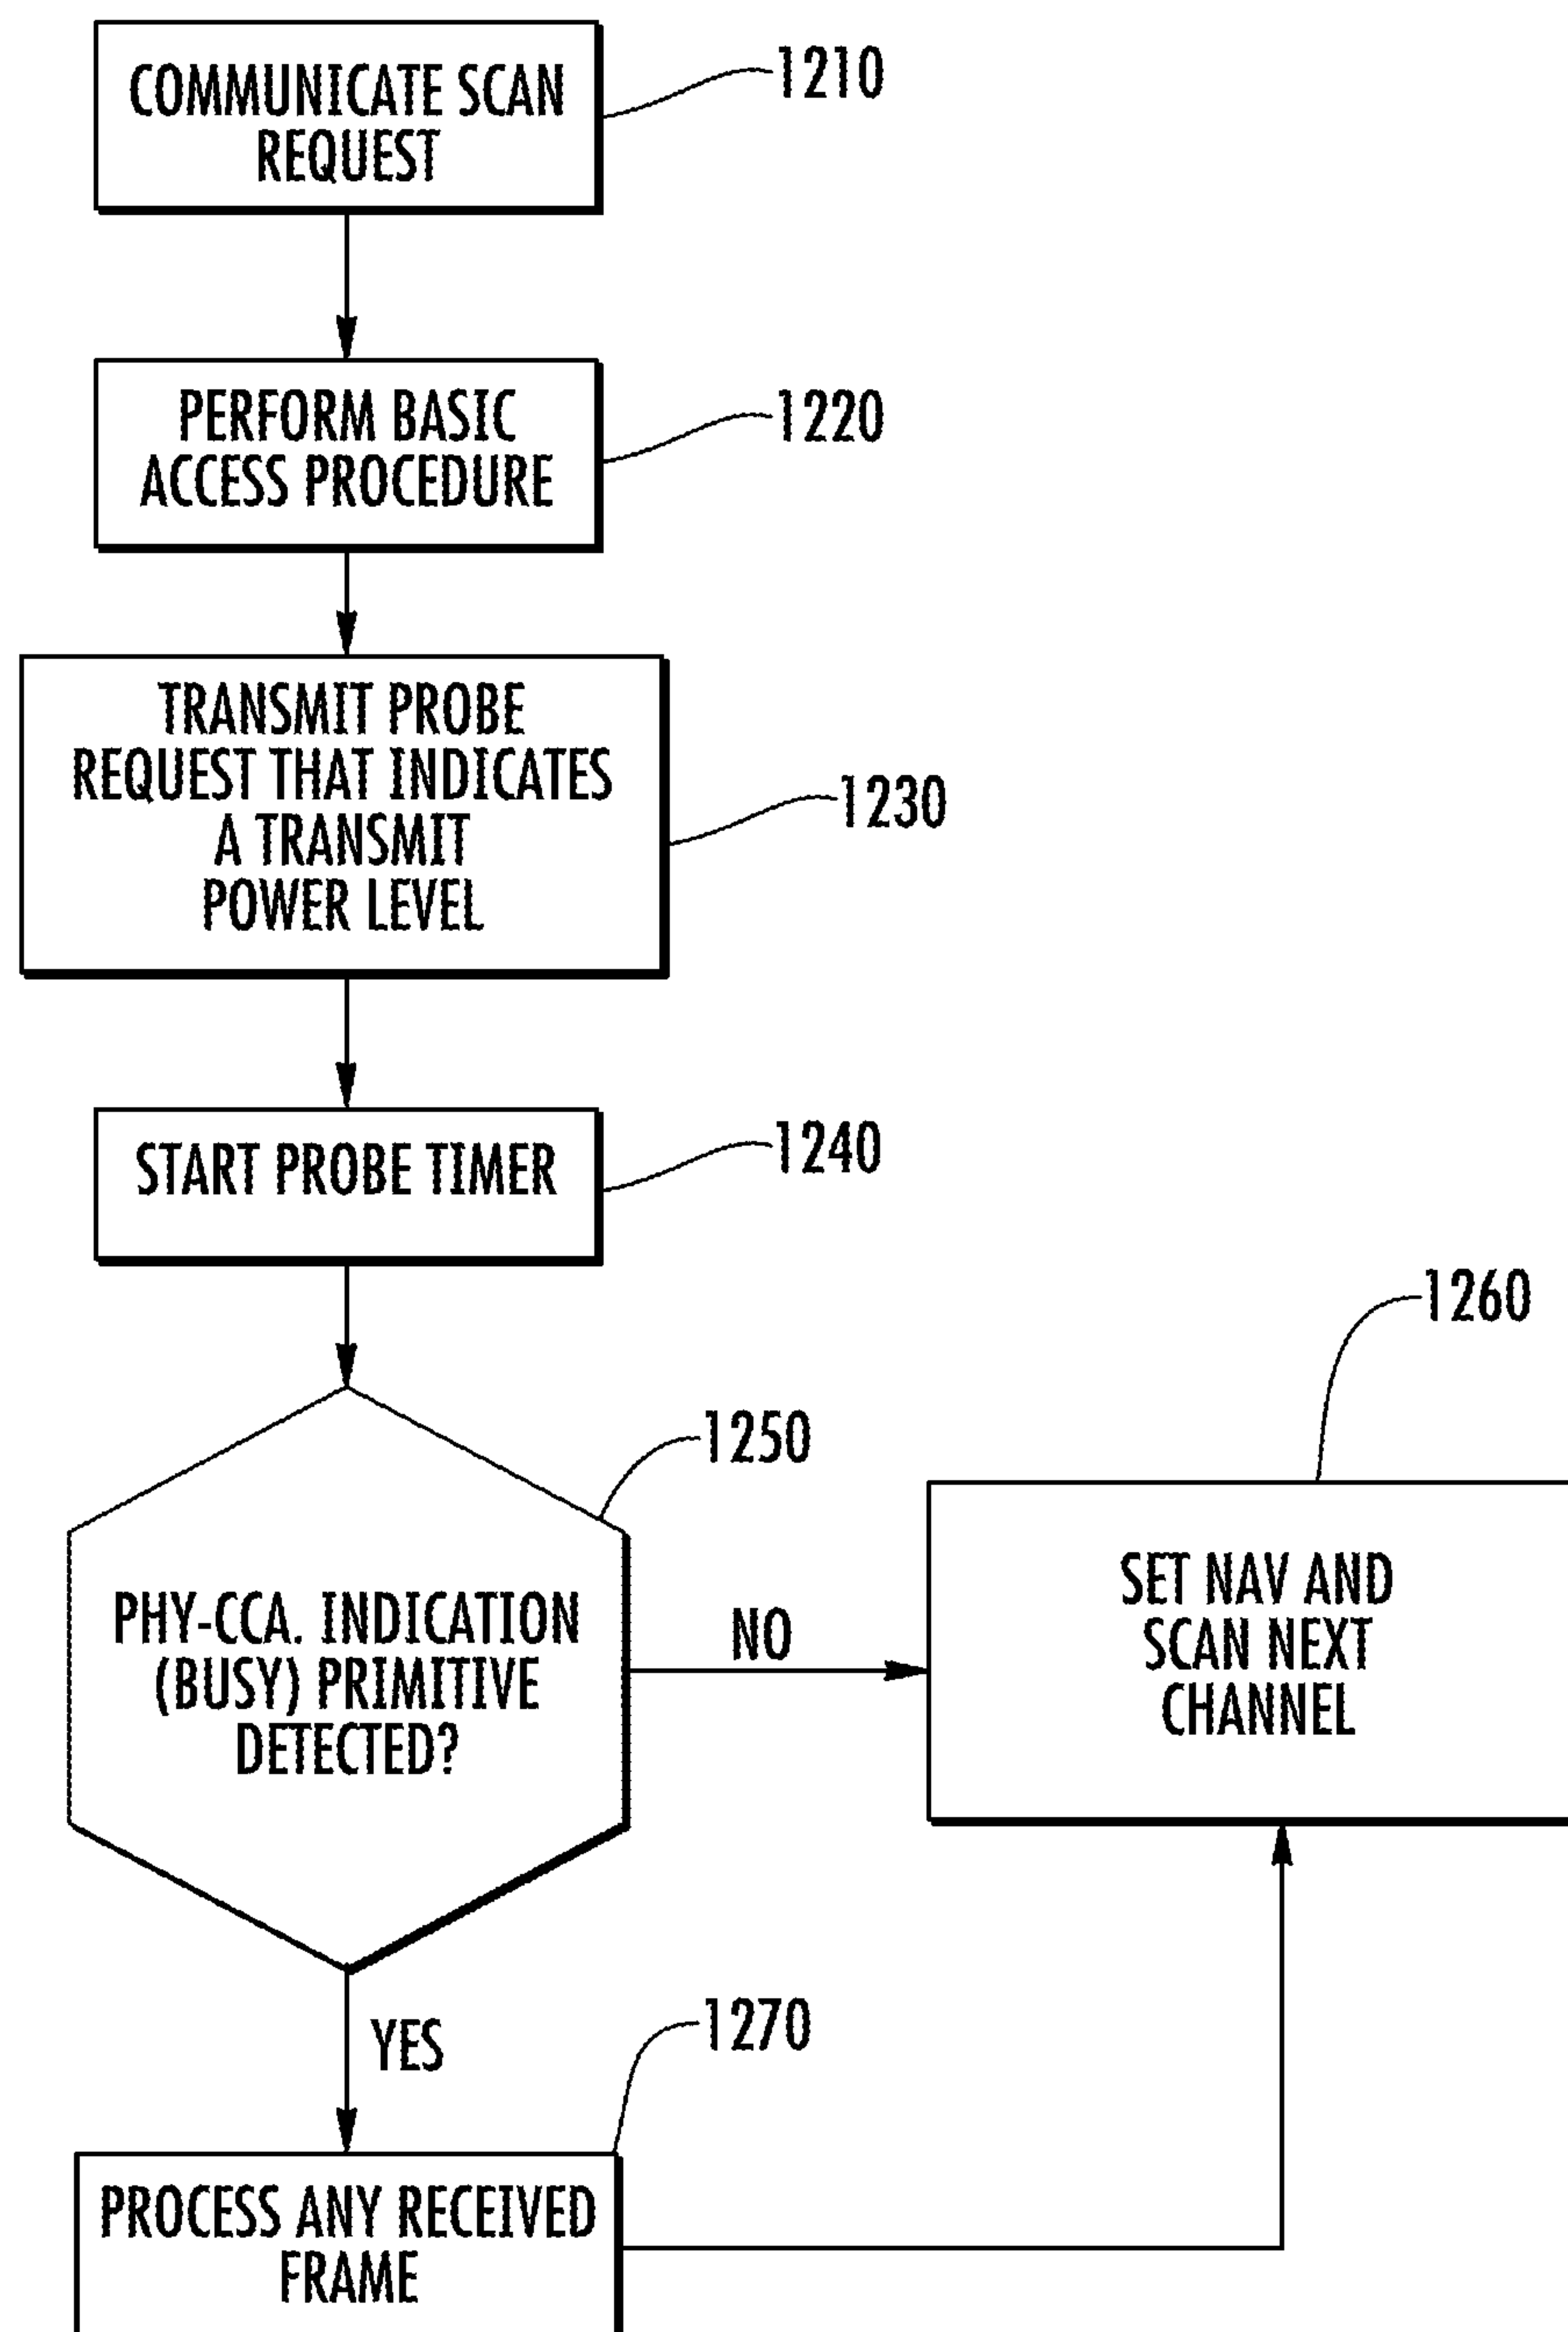 COMMUNICATE SCAN
REQUEST
1210
PERFORM BASIC
ACCESS PROCEDURE
1220
TRANSMIT PROBE
REQUEST THAT INDICATES
A TRANSMIT
POWER LEVEL
1230
START PROBE TIMER
1240
1250
PHY-CCA. INDICATION
(BUSY) PRIMITIVE
DETECTED?
NO
1260
SET NAV AND
SCAN NEXT
CHANNEL
YES
1270
PROCESS ANY RECEIVED
FRAME